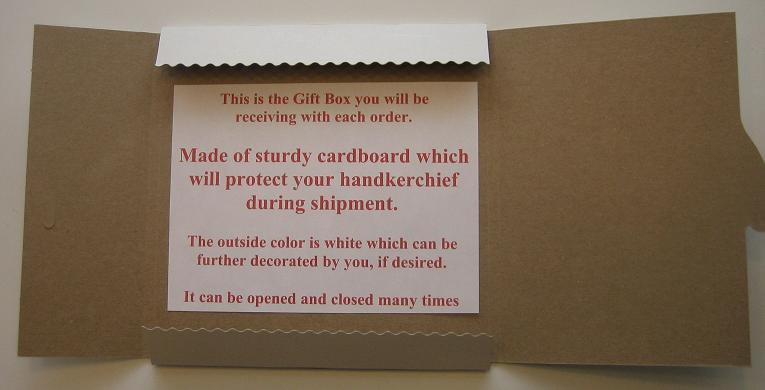 This is the Gift Box you will be
receiving with each order.
Made of sturdy cardboard which
will protect your handkerchief
during shipment.
The outside color is white which can be
further decorated by you, if desired.
It can be opened and closed many times